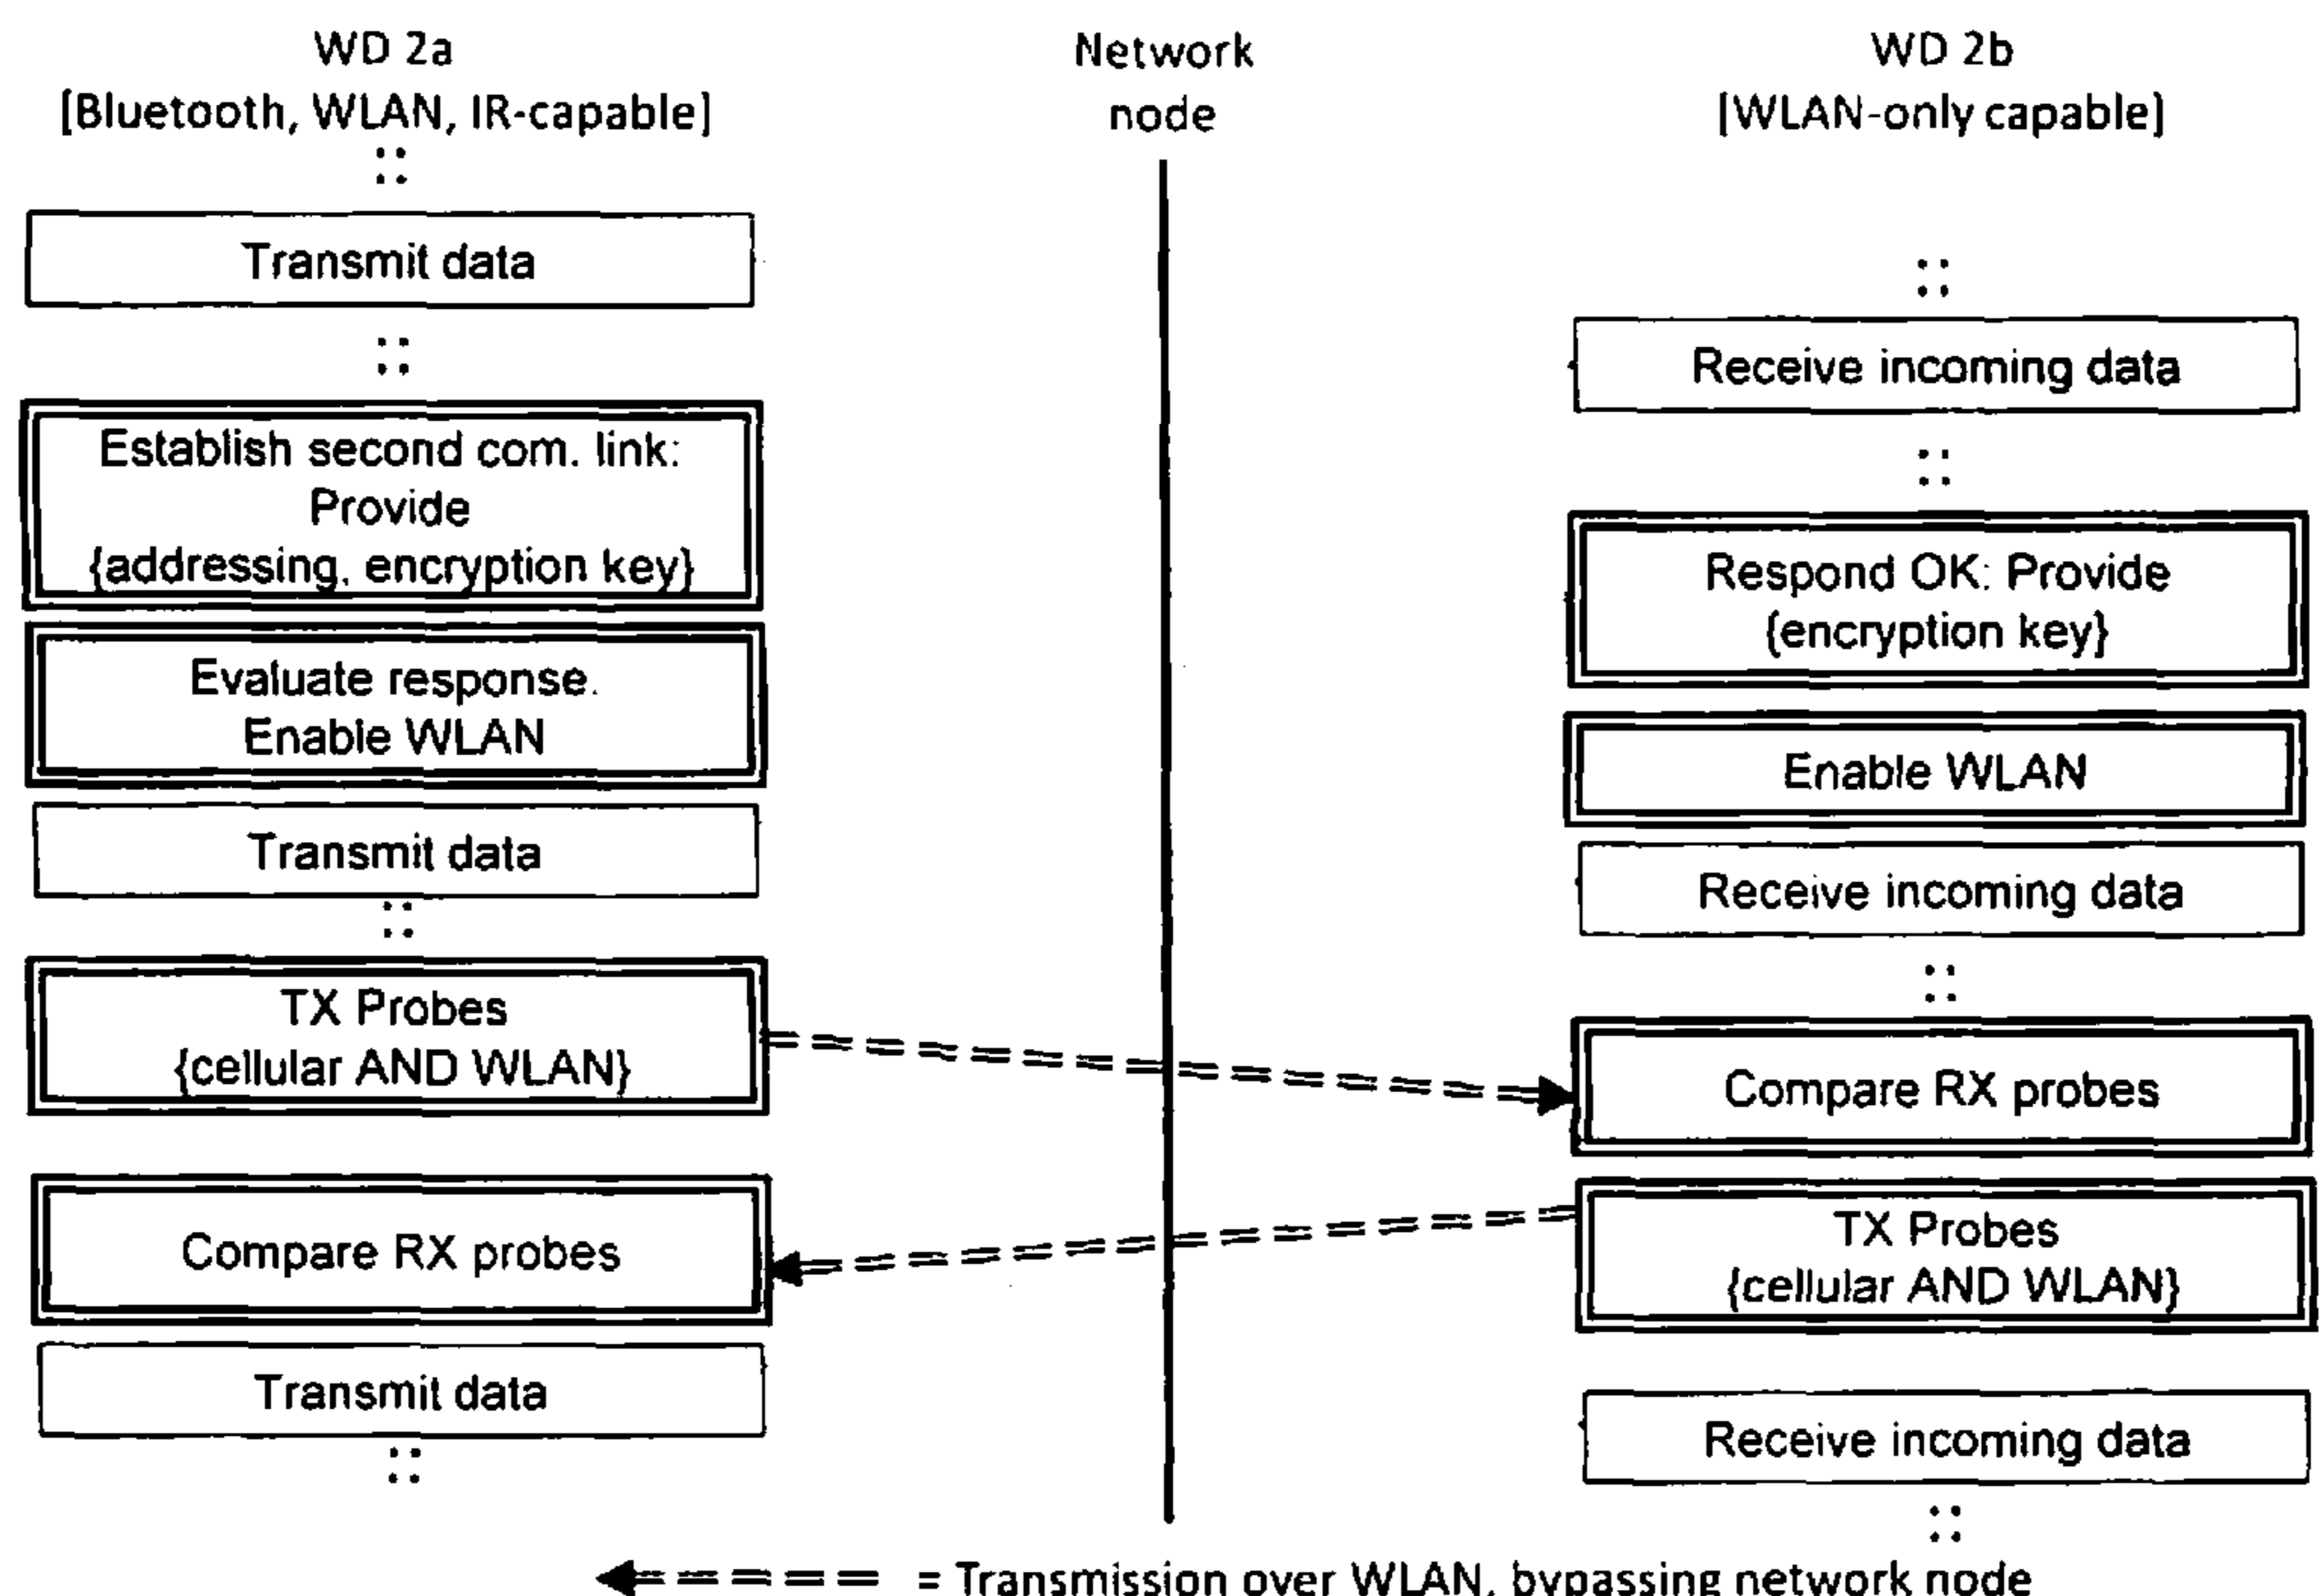 WD 2a
[Bluetooth, WLAN, IR-capable]
Network
node
WD 2b
[WLAN-only capable]
Transmit data
Receive incoming data
Establish second com. link:
Provide
{addressing, encryption key}
Respond OK: Provide
{encryption key}
Evaluate response.
Enable WLAN
Enable WLAN
Transmit data
Receive incoming data
TX Probes
{cellular AND WLAN}
Compare RX probes
Compare RX probes
TX Probes
{cellular AND WLAN}
Transmit data
Receive incoming data
= Transmission over WLAN, bypassing network node